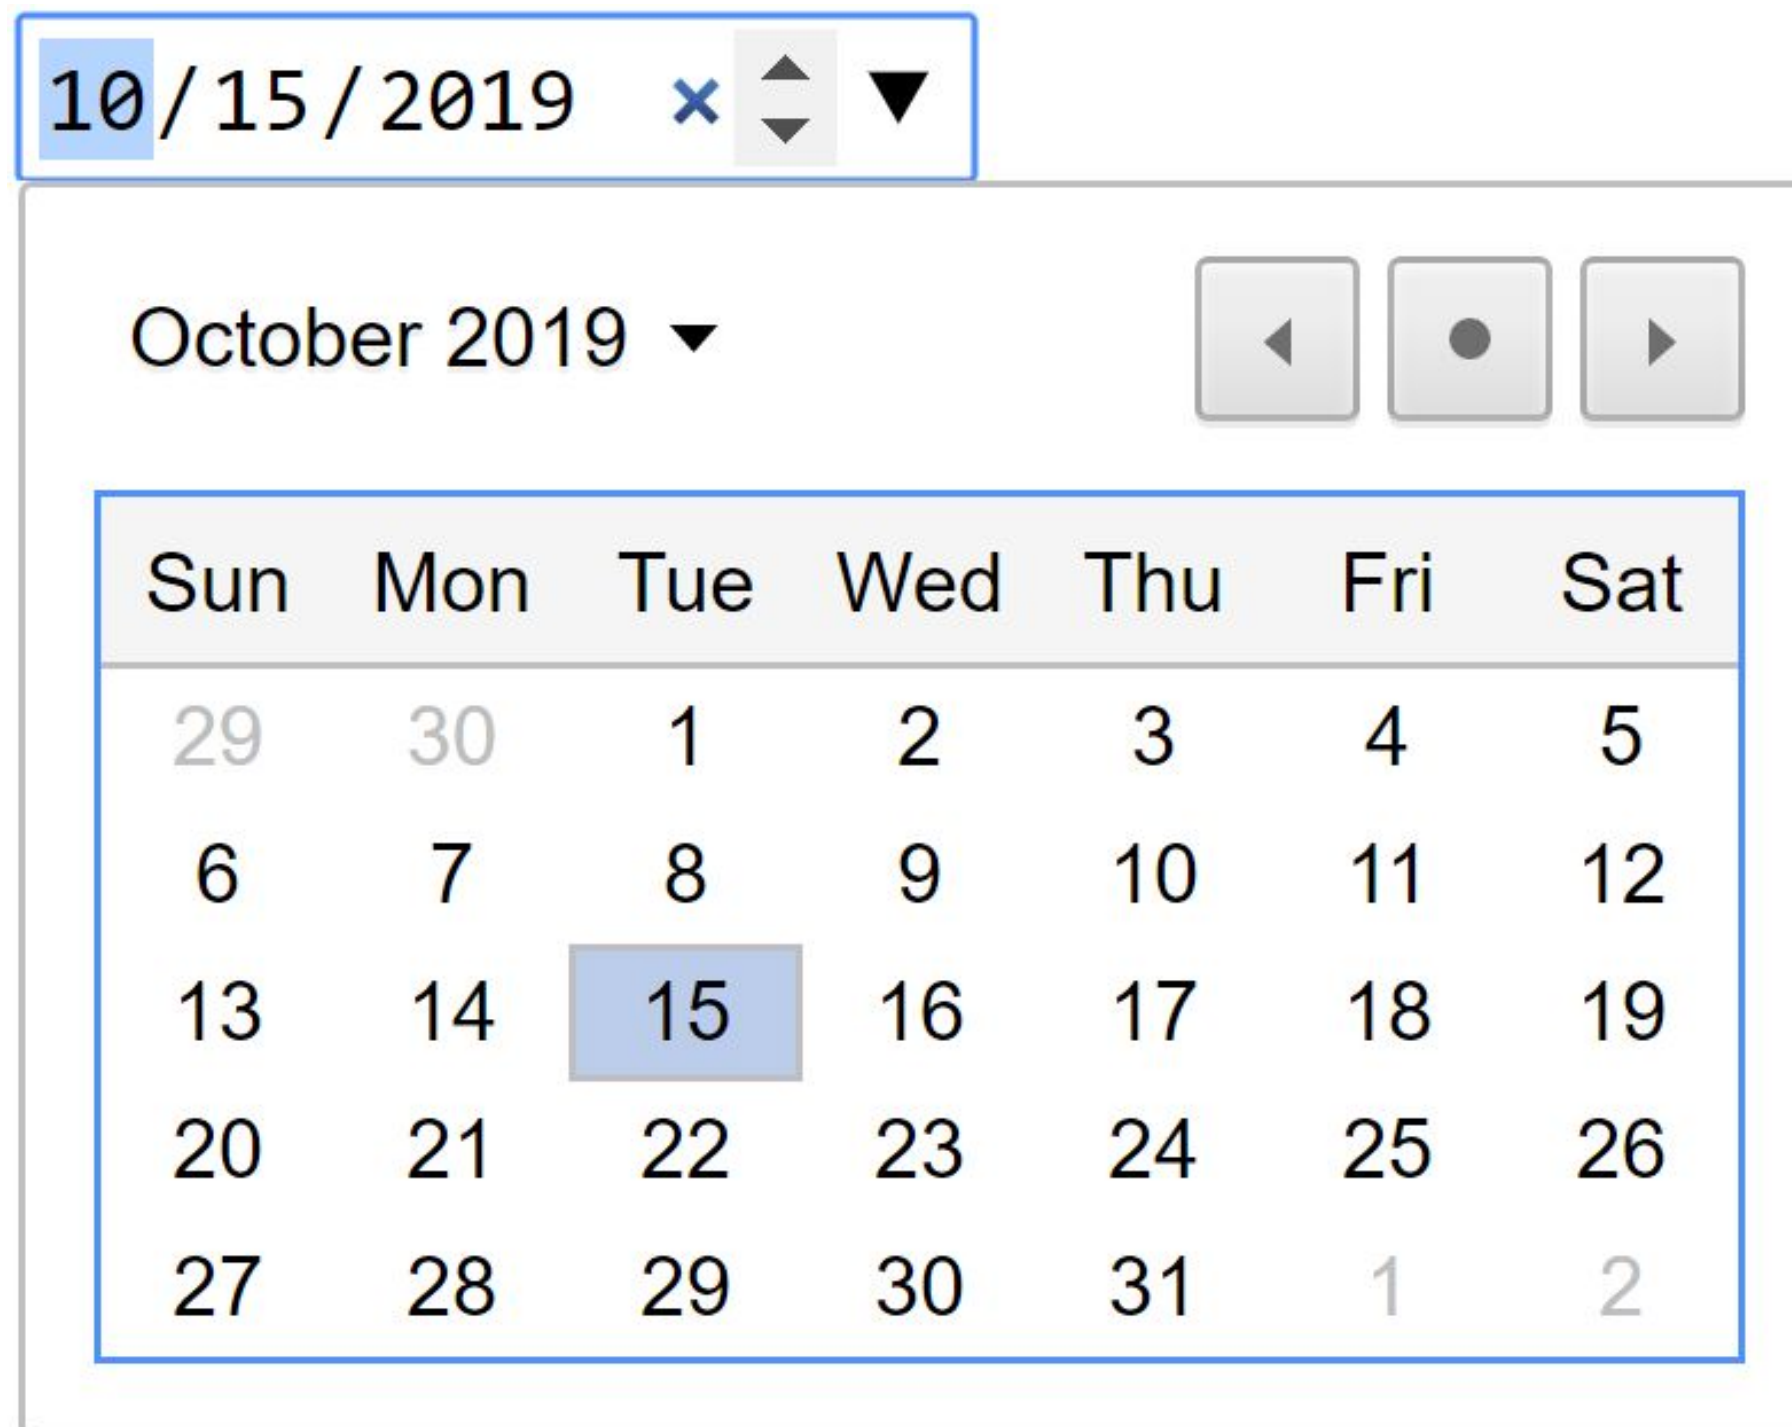 10/15/2019
October 2019
Sun Mon Tue Wed Thu Fri Sat
29 30 1 2 3 4 5
6 7 8 9 10 11 12
13 14 15 16 17 18 19
20 21 22 23 24 25 26
27 28 29 30 31 1 2